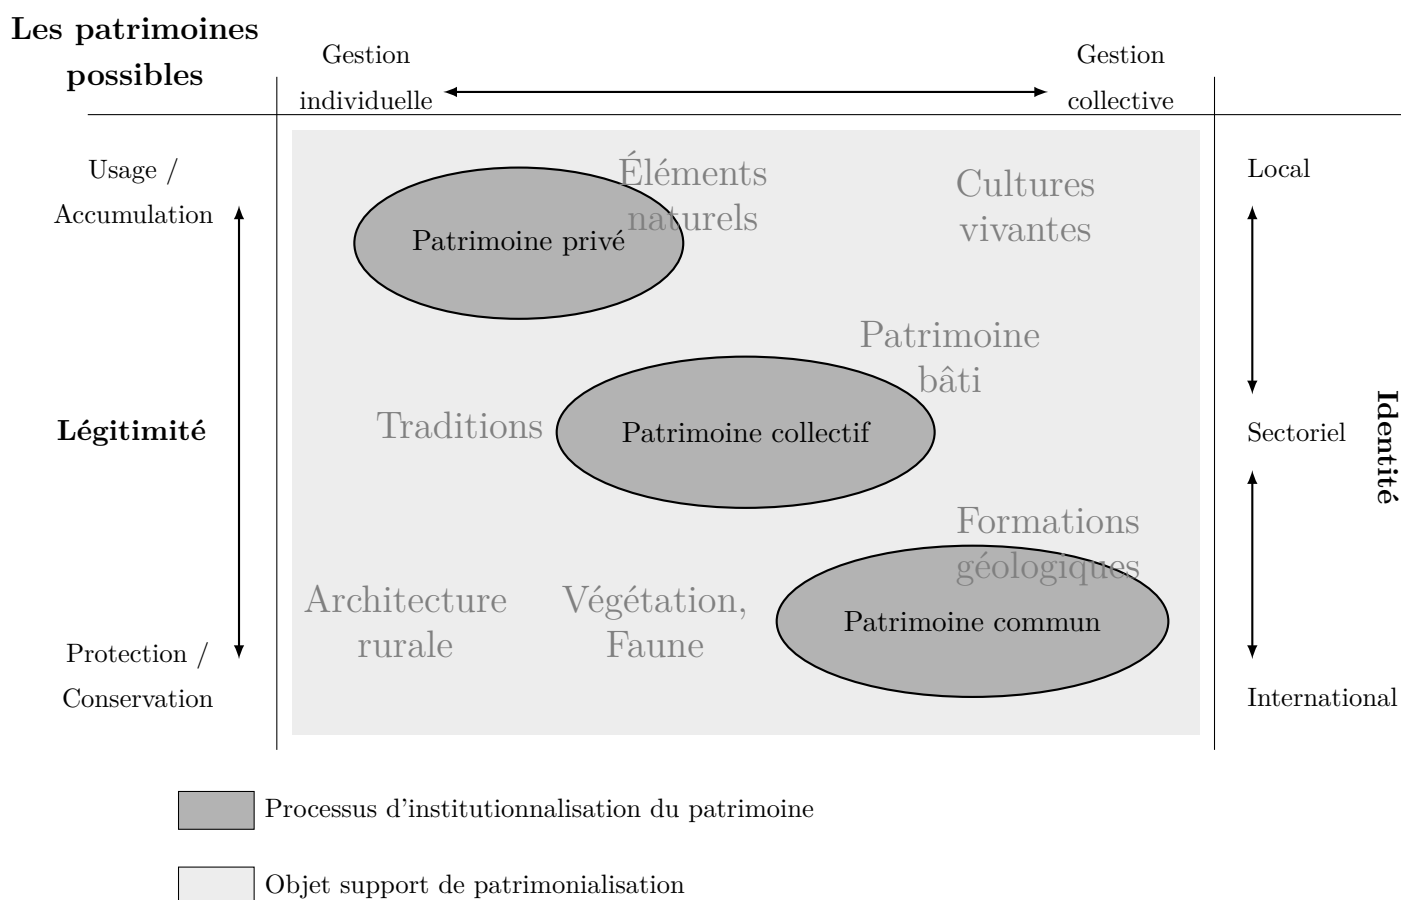 Les patrimoines
possibles
Gestion
individuelle
Gestion
collective
Usage /
Accumulation
Légitimité
Protection /
Conservation
Éléments
naturels
Cultures
vivantes
Patrimoine privé
Patrimoine
bâti
Traditions
Patrimoine collectif
Formations
géologiques
Architecture
rurale
Végétation,
Faune
Patrimoine commun
Local
Sectoriel
International
Identité
Processus d'institutionnalisation du patrimoine
Objet support de patrimonialisation